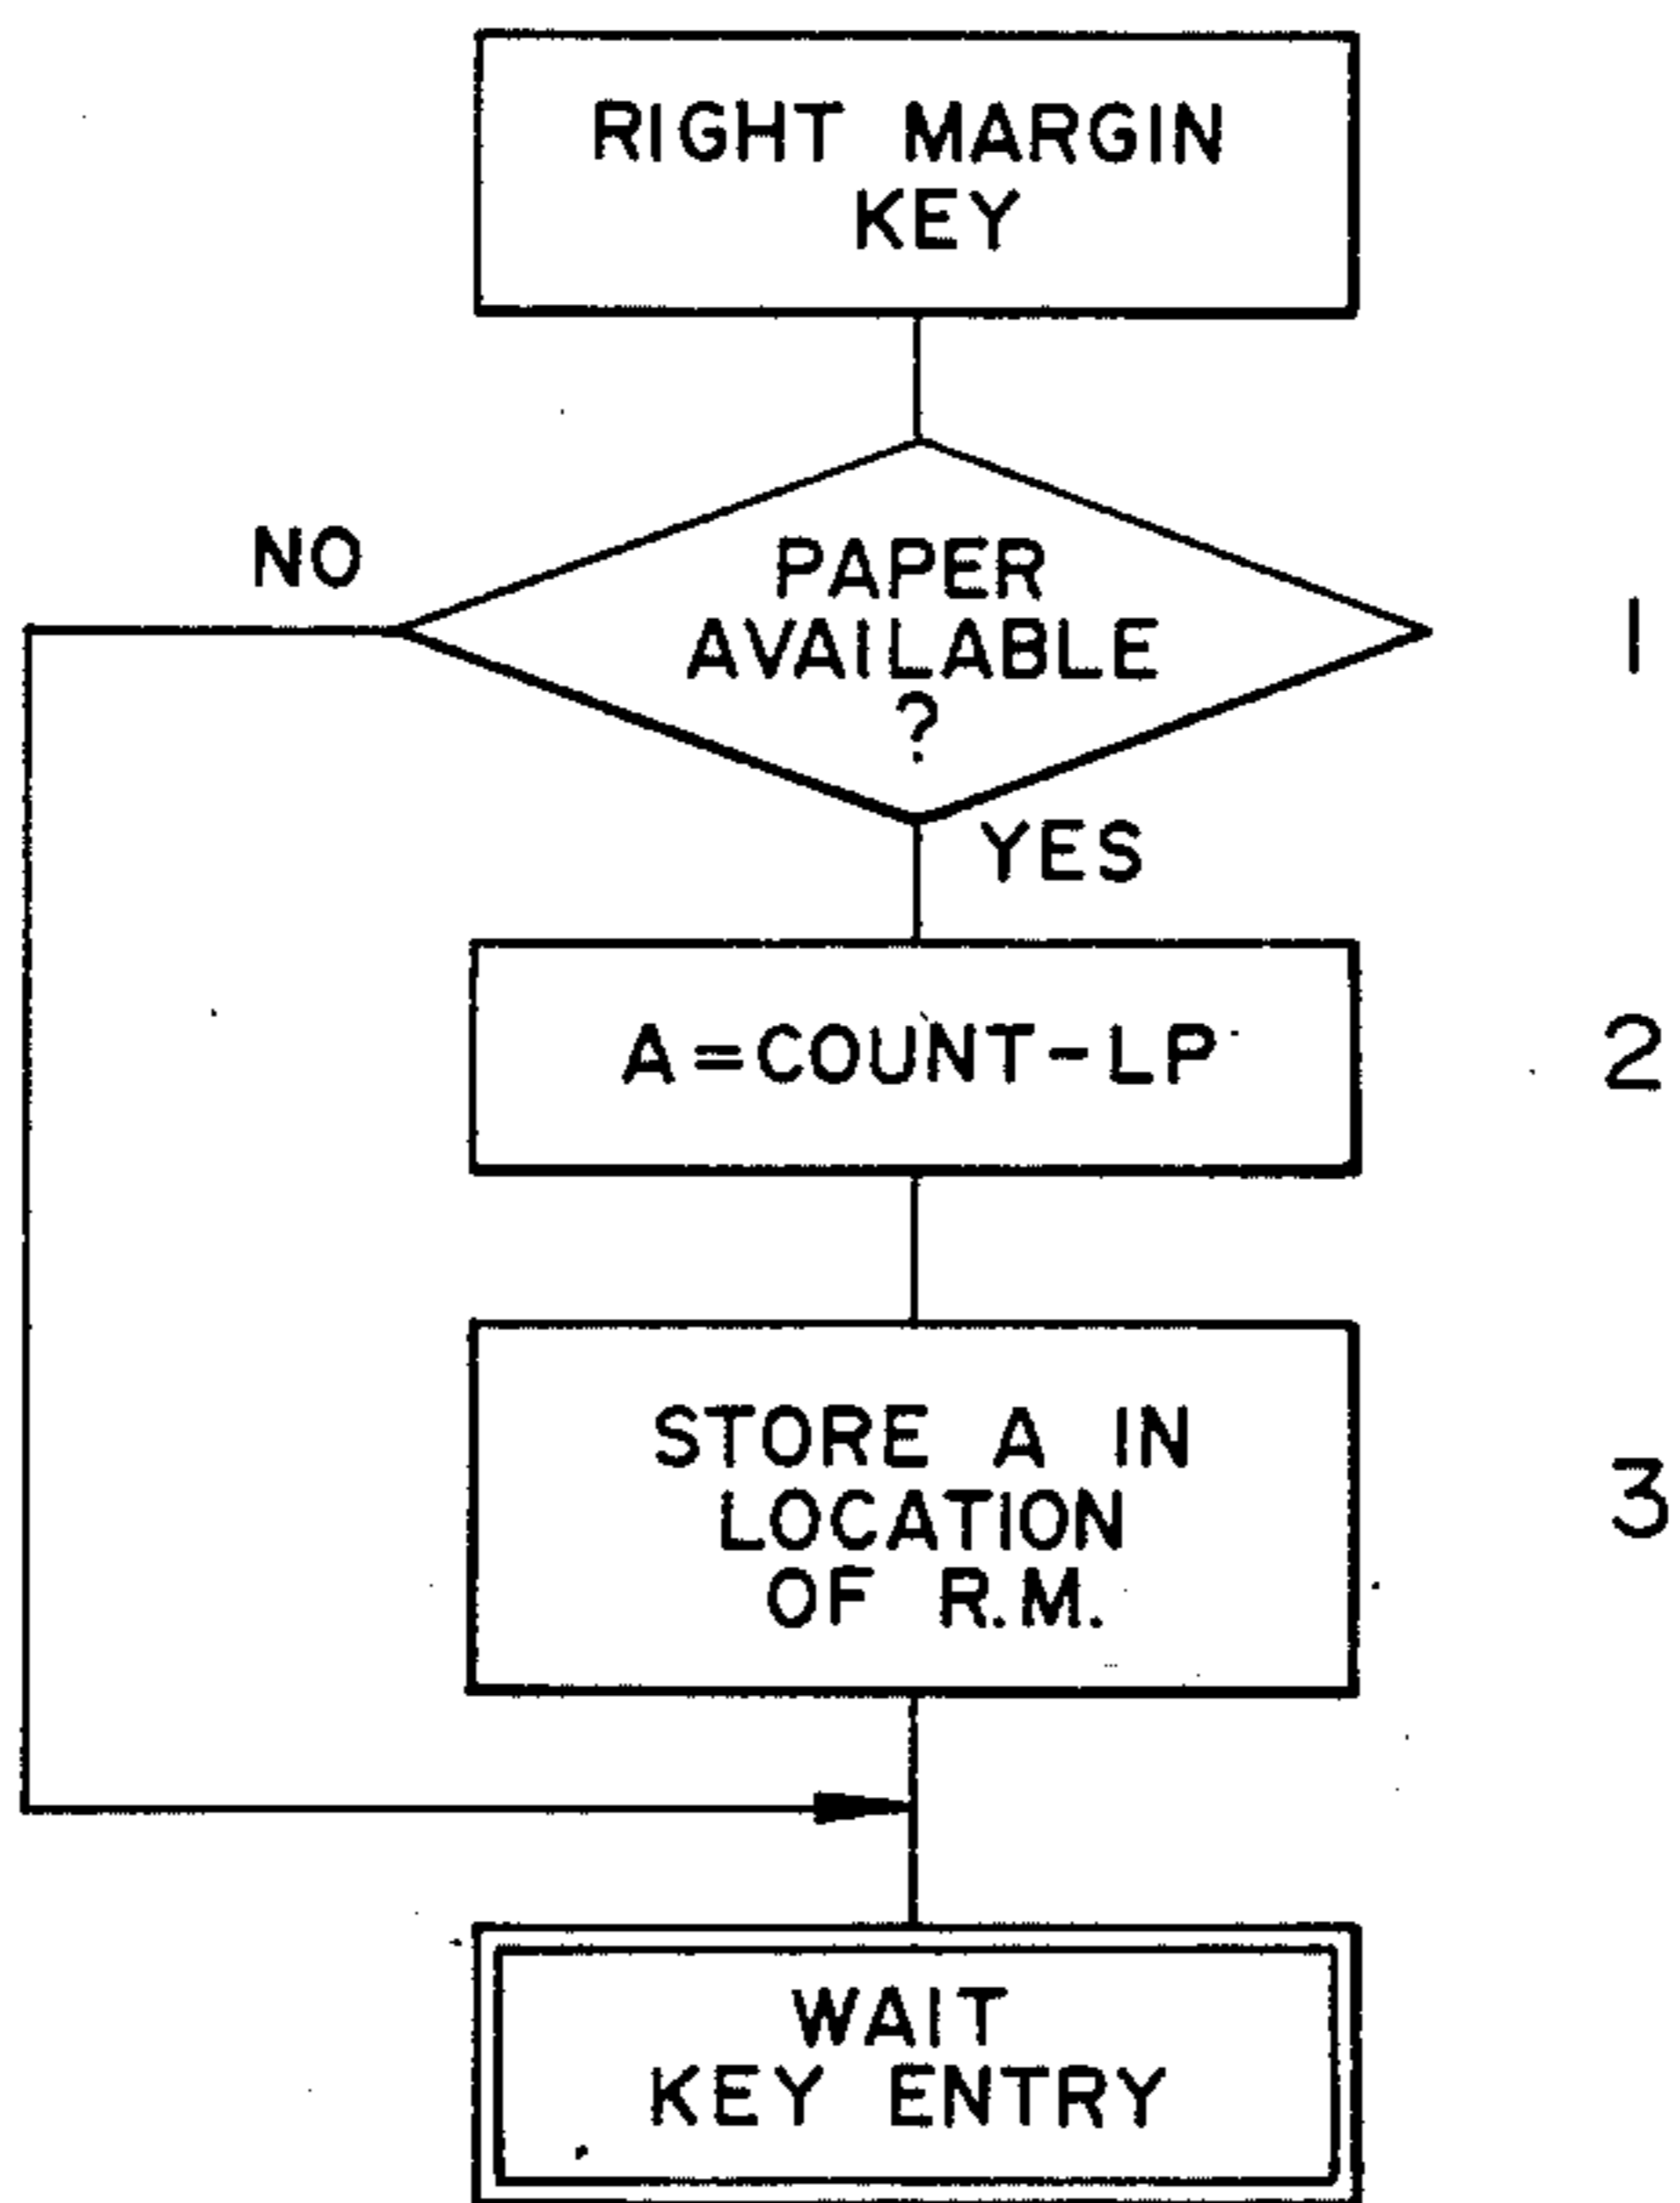 RIGHT MARGIN
KEY
NO
PAPER
AVAILABLE
?
1
YES
A=COUNT-LP
2
STORE A IN
LOCATION
OF R.M.
3
WAIT
KEY ENTRY